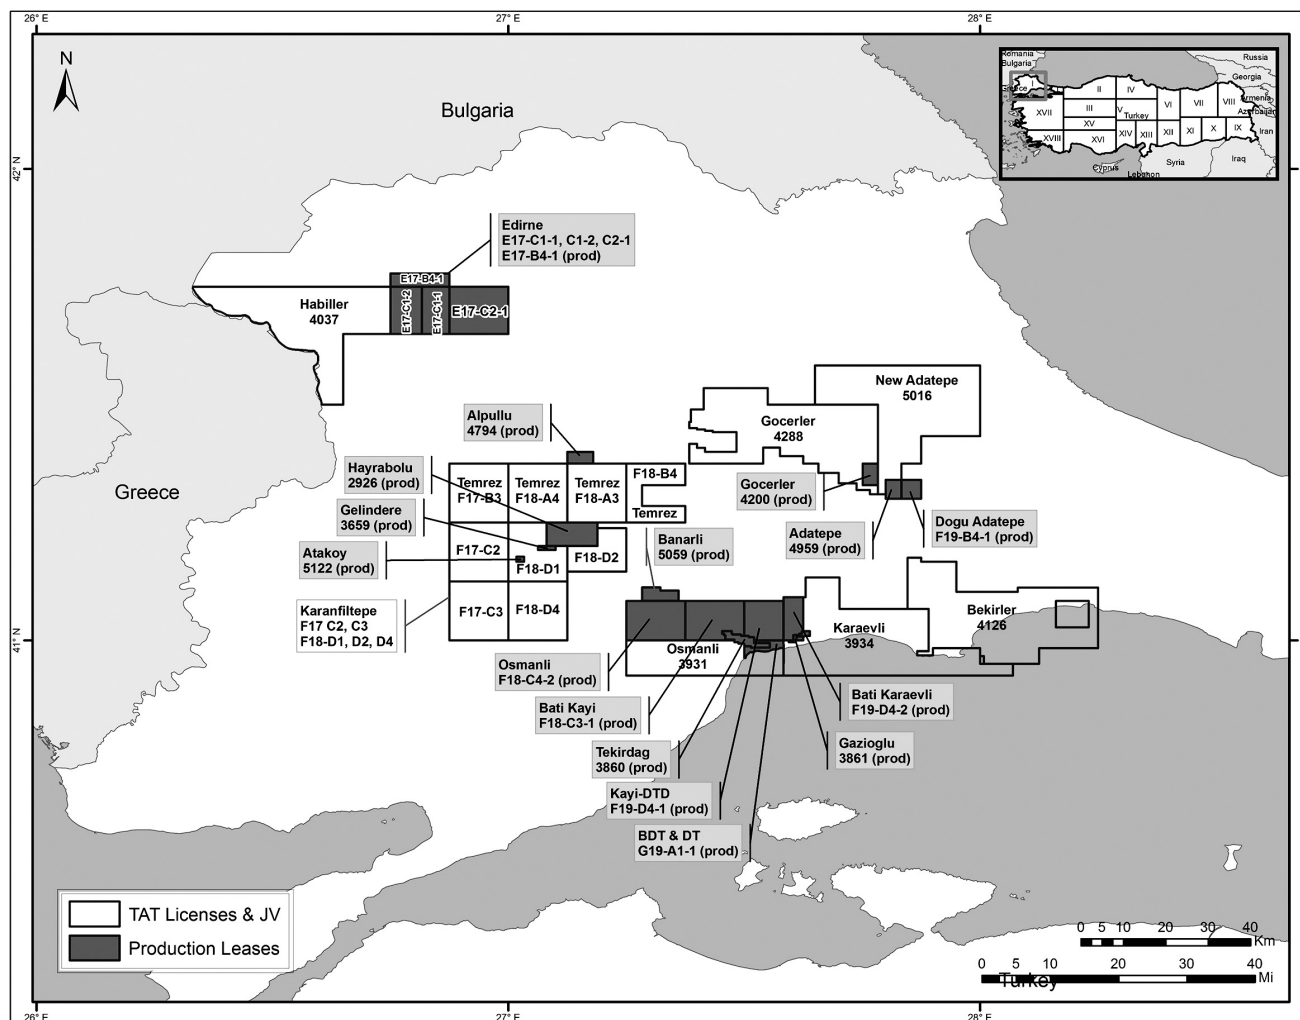 26° E
27° E
28° E
N
Bulgaria
42° N
42° N
Romania
Bulgaria
Greece
Russia
Georgia
Armenia
Azerbaijan
Iran
Iraq
Syria
Lebanon
Cyprus
Turkey
I
II
III
IV
V
VI
VII
VIII
IX
X
XI
XII
XIII
XIV
XV
XVI
XVII
XVIII
Edirne
E17-C1-1, C1-2, C2-1
E17-B4-1 (prod)
E17-B4-1
E17-C1-2
E17-C1-1
E17-C2-1
Habiller
4037
New Adatepe
5016
Gocerler
4288
Alpullu
4794 (prod)
Greece
Hayrabolu
2926 (prod)
Gelindere
3659 (prod)
Atakoy
5122 (prod)
Temrez
F17-B3
Temrez
F18-A4
Temrez
F18-A3
F18-B4
Temrez
Gocerler
4200 (prod)
Adatepe
4959 (prod)
Dogu Adatepe
F19-B4-1 (prod)
F17-C2
F18-D1
F18-D2
Banarli
5059 (prod)
Karanfiltepe
F17 C2, C3
F18-D1, D2, D4
F17-C3
F18-D4
Bekirler
4126
Karaevli
3934
41° N
41° N
Osmanli
3931
Osmanli
F18-C4-2 (prod)
Bati Kayi
F18-C3-1 (prod)
Tekirdag
3860 (prod)
Kayi-DTD
F19-D4-1 (prod)
BDT & DT
G19-A1-1 (prod)
Bati Karaevli
F19-D4-2 (prod)
Gazioglu
3861 (prod)
TAT Licenses & JV
Production Leases
0 5 10 20 30 40
Km
0 5 10 20 30 40
Mi
Turkey
26° E
27° E
28° E